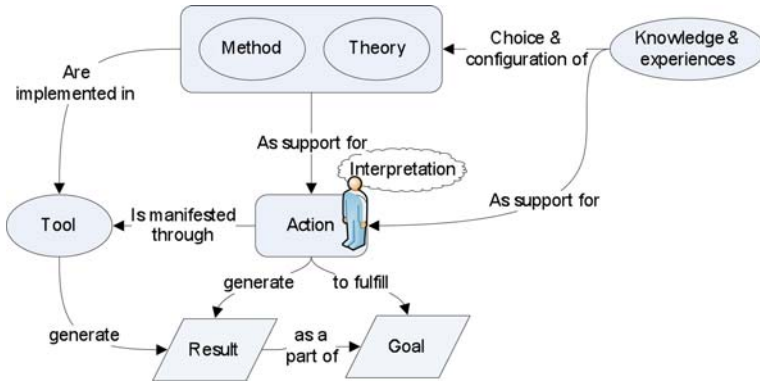 Method
Theory
Choice &
configuration of
Knowledge &
experiences
Are
implemented in
As support for
Interpretation
As support for
Tool
Is manifested
through
Action
generate
to fulfill
generate
Result
as a
part of
Goal